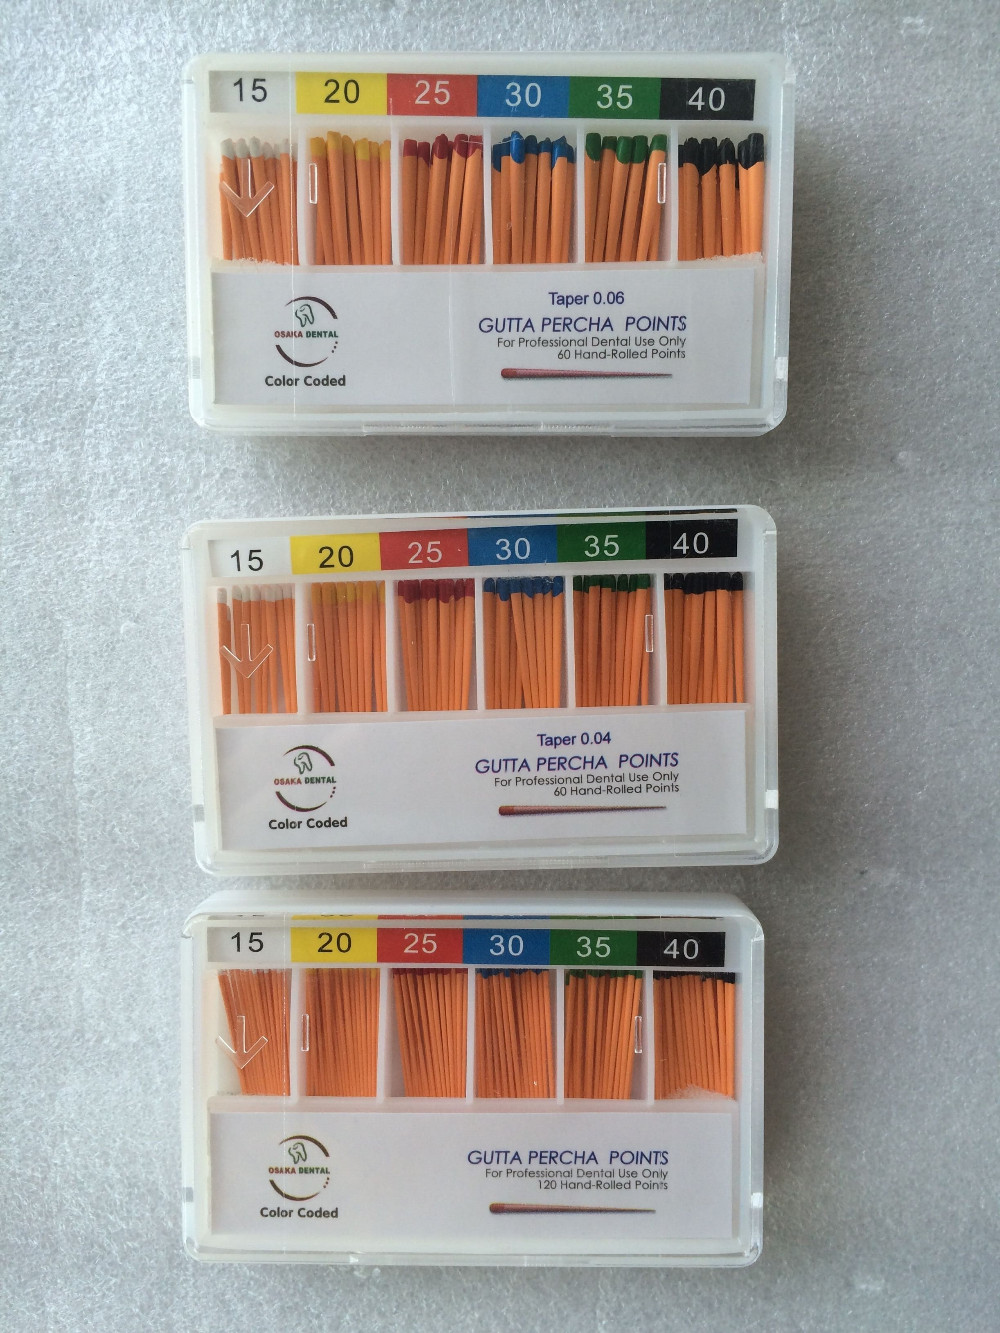 15 20 25 30 35 40
OSAKA DENTAL
Color Coded
Taper 0.06
GUTTA PERCHA POINTS
For Professional Dental Use Only
60 Hand-Rolled Points
15 20 25 30 35 40
OSAKA DENTAL
Color Coded
Taper 0.04
GUTTA PERCHA POINTS
For Professional Dental Use Only
60 Hand-Rolled Points
15 20 25 30 35 40
OSAKA DENTAL
Color Coded
GUTTA PERCHA POINTS
For Professional Dental Use Only
120 Hand-Rolled Points